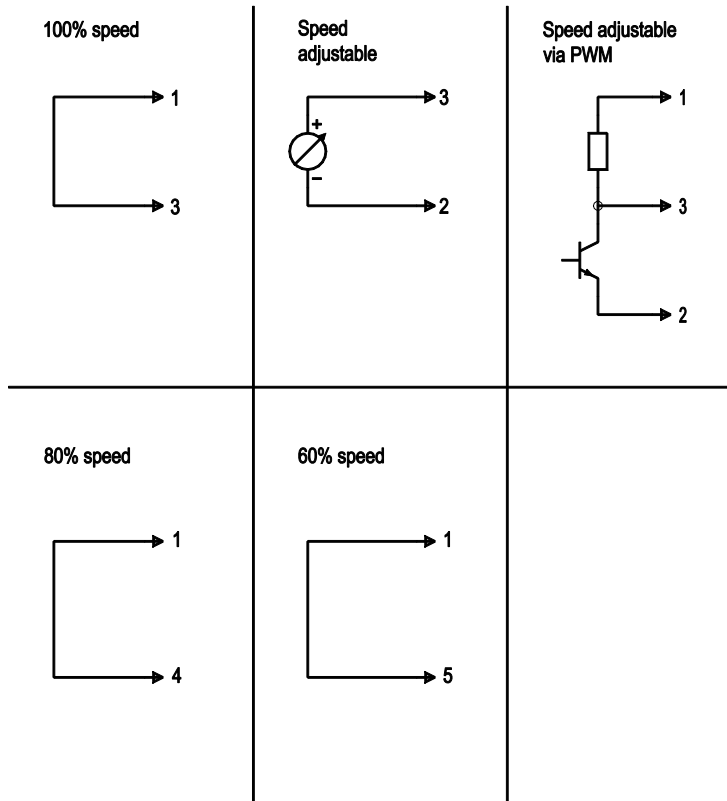 100% speed
1
3
Speed
adjustable
3
+
−
2
Speed adjustable
via PWM
1
3
2
80% speed
1
4
60% speed
1
5